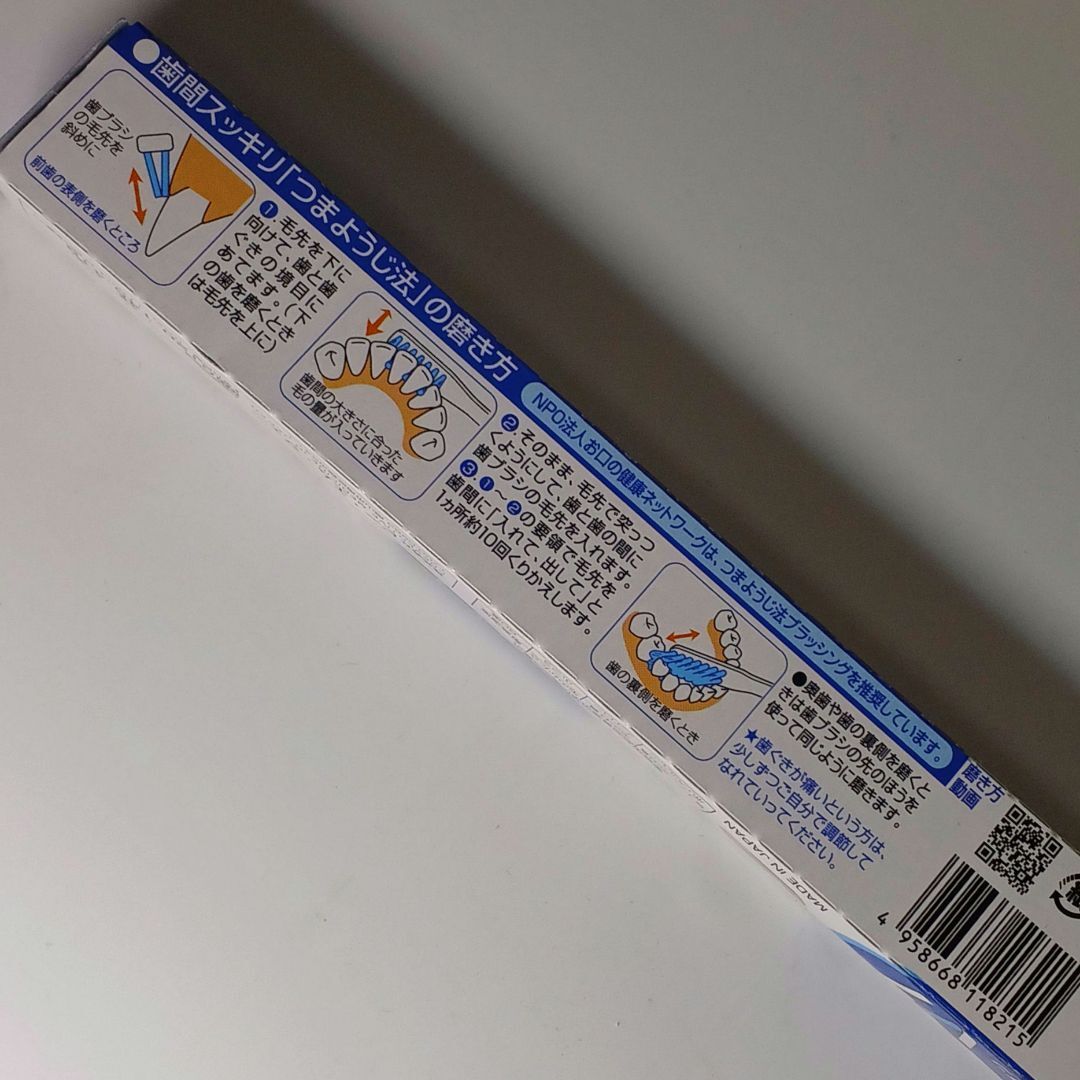 ●歯間スッキリ「つまようじ法」の磨き方
歯ブラシ
の毛先を
斜めに
前歯の表側を磨くところ
❶.毛先を下に
向けて、歯と歯
ぐきの境目に
あてます。(下
の歯を磨くとき
は毛先を上に)
歯間の大きさに合った
毛の量が入っていきます
NPO法人お口の健康ネットワークは、つまようじ法ブラッシングを推奨しています。
❷.そのまま、毛先で突っつ
くようにして、歯と歯の間に
歯ブラシの毛先を入れます。
❸.❶～❷の要領で毛先を
歯間に「入れて、出して」と
1カ所約10回くりかえします。
歯の裏側を磨くとき
●奥歯や歯の裏側を磨くと
きは歯ブラシの先のほうを
使って同じように磨きます。
★歯ぐきが痛いという方は、
少しずつご自分で調節して
なれていってください。
磨き方
動画
MADE IN JAPAN
4 958668 118215